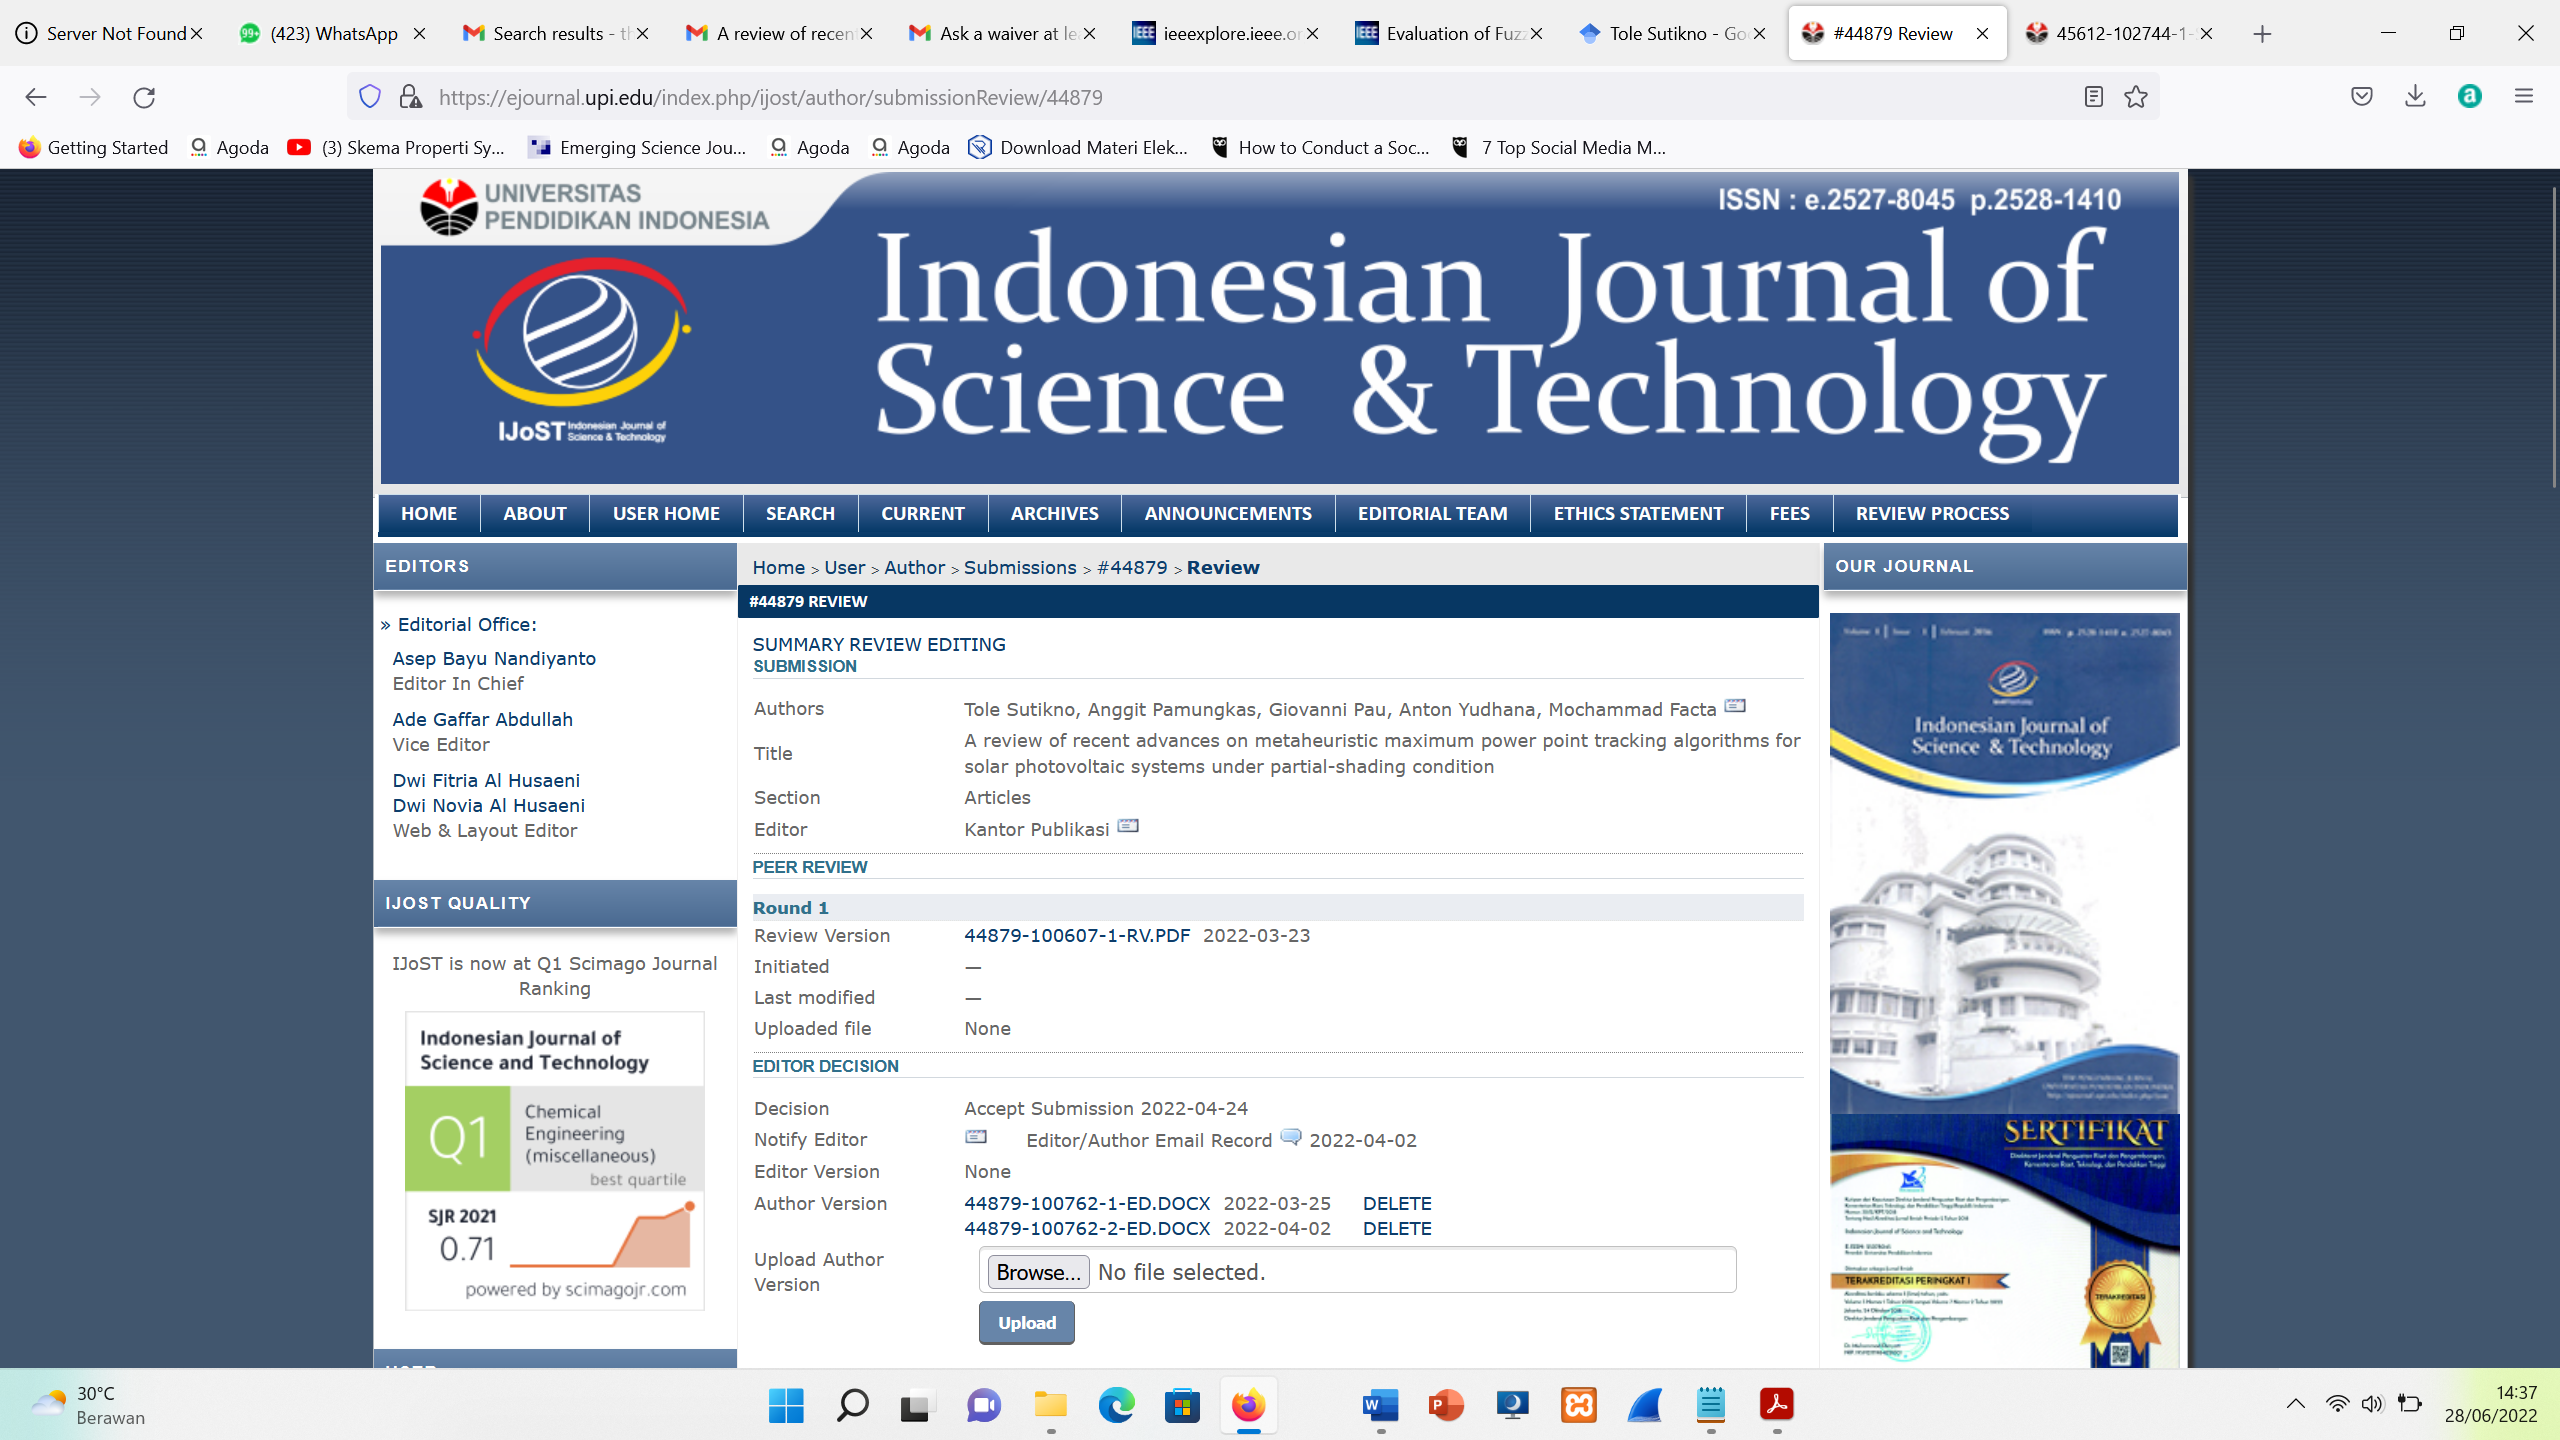 Server Not Found
(423) WhatsApp
Search results - th
A review of recent
Ask a waiver at le
ieeexplore.ieee.or
Evaluation of Fuzz
Tole Sutikno - Goo
#44879 Review
45612-102744-1-
https://ejournal.upi.edu/index.php/ijost/author/submissionReview/44879
Getting Started
Agoda
(3) Skema Properti Sy...
Emerging Science Jou...
Agoda
Agoda
Download Materi Elek...
How to Conduct a Soc...
7 Top Social Media M...
UNIVERSITAS
PENDIDIKAN INDONESIA
ISSN : e.2527-8045 p.2528-1410
Indonesian Journal of
Science & Technology
IJoST Indonesian Journal of
Science & Technology
HOME
ABOUT
USER HOME
SEARCH
CURRENT
ARCHIVES
ANNOUNCEMENTS
EDITORIAL TEAM
ETHICS STATEMENT
FEES
REVIEW PROCESS
EDITORS
» Editorial Office:
Asep Bayu Nandiyanto
Editor In Chief
Ade Gaffar Abdullah
Vice Editor
Dwi Fitria Al Husaeni
Dwi Novia Al Husaeni
Web & Layout Editor
IJOST QUALITY
IJoST is now at Q1 Scimago Journal
Ranking
Indonesian Journal of
Science and Technology
Q1
Chemical
Engineering
(miscellaneous)
best quartile
SJR 2021
0.71
powered by scimagojr.com
Home > User > Author > Submissions > #44879 > Review
#44879 REVIEW
SUMMARY REVIEW EDITING
SUBMISSION
Authors Tole Sutikno, Anggit Pamungkas, Giovanni Pau, Anton Yudhana, Mochammad Facta
Title A review of recent advances on metaheuristic maximum power point tracking algorithms for
solar photovoltaic systems under partial-shading condition
Section Articles
Editor Kantor Publikasi
PEER REVIEW
Round 1
Review Version 44879-100607-1-RV.PDF 2022-03-23
Initiated —
Last modified —
Uploaded file None
EDITOR DECISION
Decision Accept Submission 2022-04-24
Notify Editor Editor/Author Email Record 2022-04-02
Editor Version None
Author Version 44879-100762-1-ED.DOCX 2022-03-25 DELETE
44879-100762-2-ED.DOCX 2022-04-02 DELETE
Upload Author
Version
Browse... No file selected.
Upload
OUR JOURNAL
Indonesian Journal of
Science & Technology
SERTIFIKAT
TERAKREDITASI PERINGKAT I
TERAKREDITASI
30°C
Berawan
14:37
28/06/2022